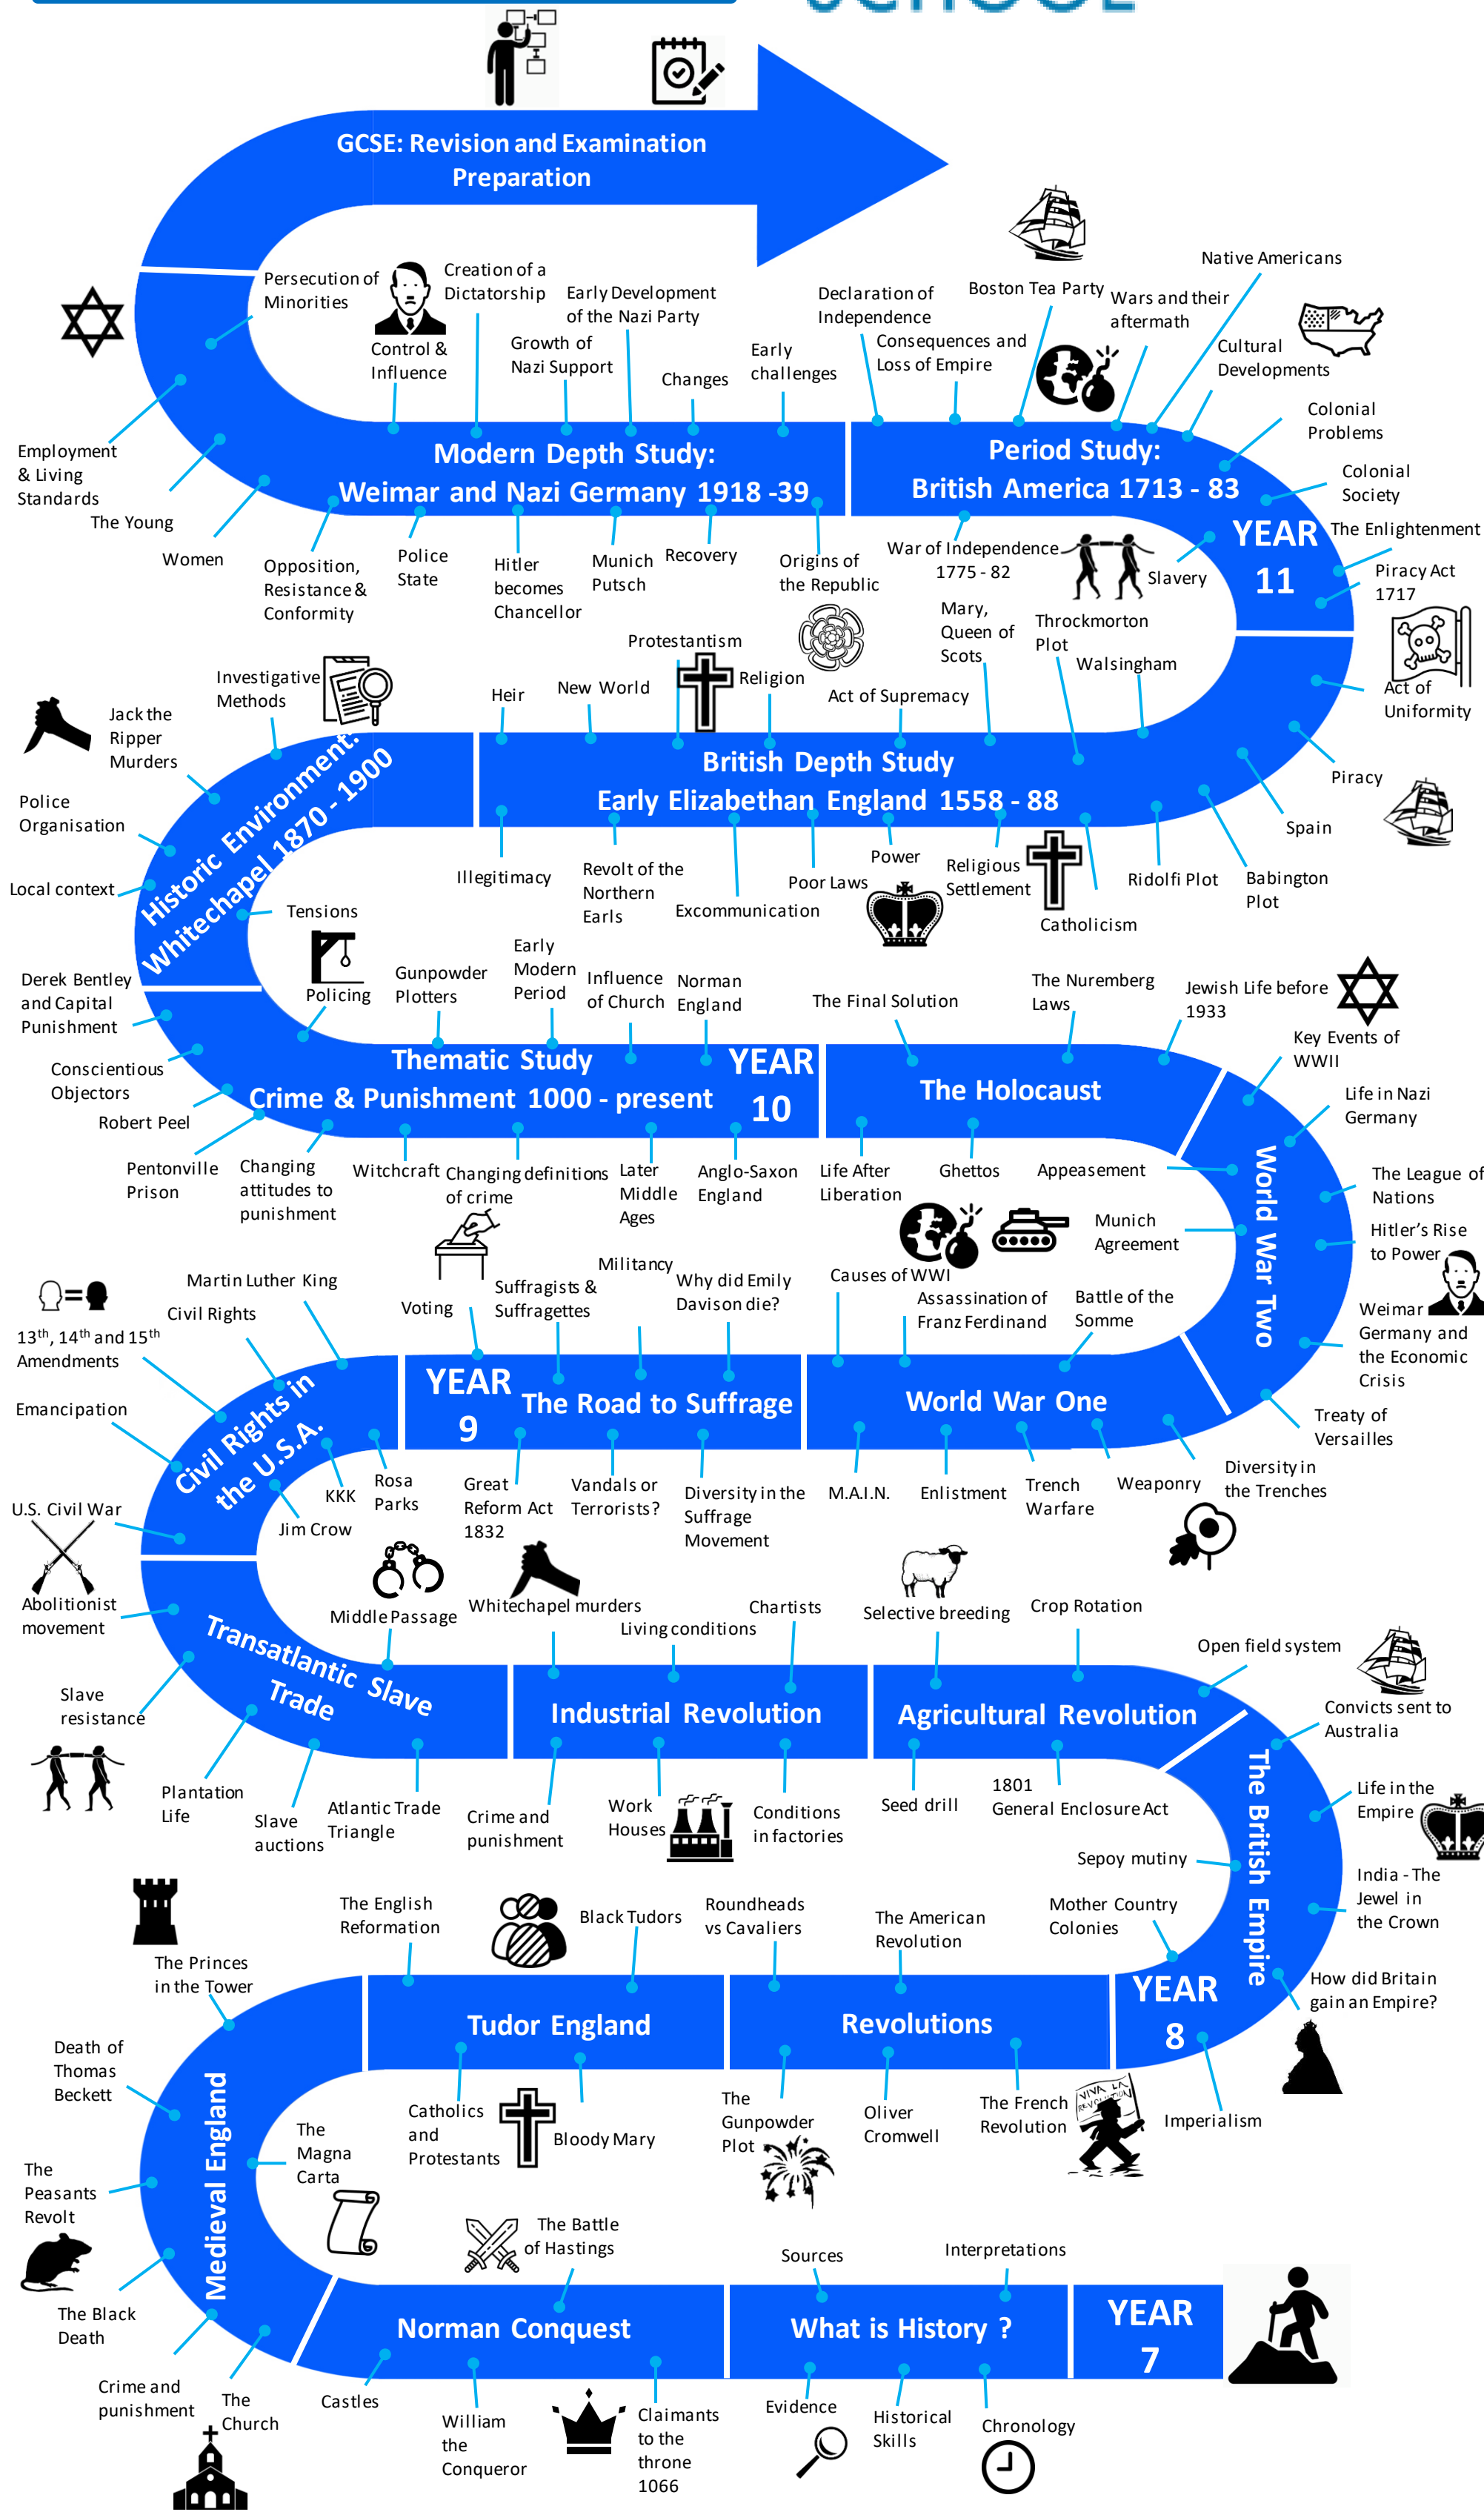 SCHOOL
GCSE: Revision and Examination
Preparation
Persecution of
Minorities
Control &
Influence
Creation of a
Dictatorship
Growth of
Nazi Support
Early Development
of the Nazi Party
Changes
Early
challenges
Declaration of
Independence
Consequences and
Loss of Empire
Boston Tea Party
Wars and their
aftermath
Native Americans
Cultural
Developments
Colonial
Problems
Colonial
Society
The Enlightenment
Piracy Act
1717
Employment
& Living
Standards
The Young
Women
Opposition,
Resistance &
Conformity
Modern Depth Study:
Weimar and Nazi Germany 1918 -39
Period Study:
British America 1713 - 83
YEAR
11
Police
State
Hitler
becomes
Chancellor
Munich
Putsch
Recovery
Origins of
the Republic
War of Independence
1775 - 82
Slavery
Act of
Uniformity
Piracy
Spain
Babington
Plot
Ridolfi Plot
Investigative
Methods
Jack the
Ripper
Murders
Police
Organisation
Local context
Heir
New World
Protestantism
Religion
Act of Supremacy
Mary,
Queen of
Scots
Throckmorton
Plot
Walsingham
British Depth Study
Early Elizabethan England 1558 - 88
Historic Environment:
Whitechapel 1870 - 1900
Illegitimacy
Revolt of the
Northern
Earls
Excommunication
Poor Laws
Power
Religious
Settlement
Catholicism
Tensions
Policing
Derek Bentley
and Capital
Punishment
Conscientious
Objectors
Robert Peel
Pentonville
Prison
Changing
attitudes to
punishment
Gunpowder
Plotters
Early
Modern
Period
Influence
of Church
Norman
England
The Final Solution
The Nuremberg
Laws
Jewish Life before
1933
Key Events of
WWII
Life in Nazi
Germany
The League of
Nations
Hitler's Rise
to Power
Weimar
Germany and
the Economic
Crisis
Treaty of
Versailles
Thematic Study
Crime & Punishment 1000 - present
YEAR
10
The Holocaust
World War Two
Witchcraft
Changing definitions
of crime
Later
Middle
Ages
Anglo-Saxon
England
Life After
Liberation
Ghettos
Appeasement
Munich
Agreement
Martin Luther King
Civil Rights
13th, 14th and 15th
Amendments
Emancipation
U.S. Civil War
Voting
Suffragists &
Suffragettes
Militancy
Why did Emily
Davison die?
Causes of WWI
Assassination of
Franz Ferdinand
Battle of the
Somme
Civil Rights in
the U.S.A.
YEAR
9
The Road to Suffrage
World War One
Jim Crow
KKK
Rosa
Parks
Great
Reform Act
1832
Vandals or
Terrorists?
Diversity in the
Suffrage
Movement
M.A.I.N.
Enlistment
Trench
Warfare
Weaponry
Diversity in
the Trenches
Abolitionist
movement
Slave
resistance
Plantation
Life
Slave
auctions
Atlantic Trade
Triangle
Middle Passage
Whitechapel murders
Living conditions
Chartists
Selective breeding
Crop Rotation
Open field system
Convicts sent to
Australia
Life in the
Empire
India - The
Jewel in
the Crown
How did Britain
gain an Empire?
Transatlantic Slave
Trade
Industrial Revolution
Agricultural Revolution
The British Empire
Crime and
punishment
Work
Houses
Conditions
in factories
Seed drill
1801
General Enclosure Act
Sepoy mutiny
Mother Country
Colonies
The Princes
in the Tower
Death of
Thomas
Beckett
The
Peasants
Revolt
The Black
Death
Crime and
punishment
The
Church
The English
Reformation
Black Tudors
Roundheads
vs Cavaliers
The American
Revolution
Tudor England
Revolutions
YEAR
8
Imperialism
Medieval England
The
Magna
Carta
Catholics
and
Protestants
Bloody Mary
The
Gunpowder
Plot
Oliver
Cromwell
The French
Revolution
VIVA LA
REVOLUTION
The Battle
of Hastings
Sources
Interpretations
Norman Conquest
What is History ?
YEAR
7
Castles
William
the
Conqueror
Claimants
to the
throne
1066
Evidence
Historical
Skills
Chronology